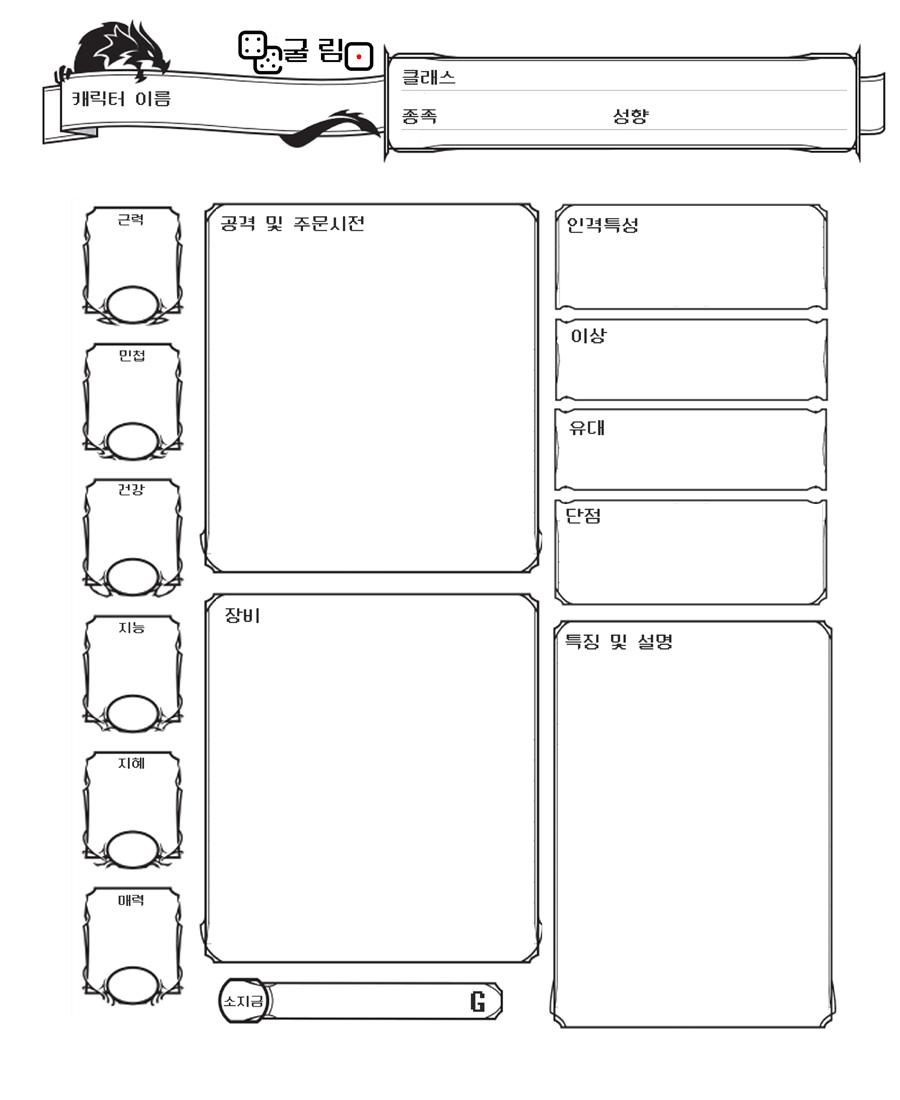 굴 림
캐릭터 이름
클래스
종족 성향
근력
민첩
건강
지능
지혜
매력
공격 및 주문시전
장비
소지금 G
인격특성
이상
유대
단점
특징 및 설명